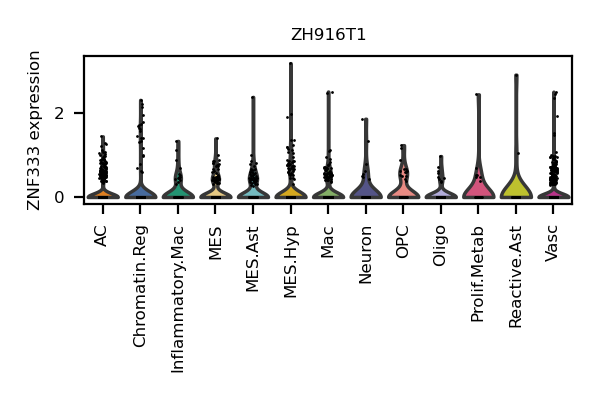 ZH916T1
ZNF333 expression
2
0
AC
Chromatin.Reg
Inflammatory.Mac
MES
MES.Ast
MES.Hyp
Mac
Neuron
OPC
Oligo
Prolif.Metab
Reactive.Ast
Vasc